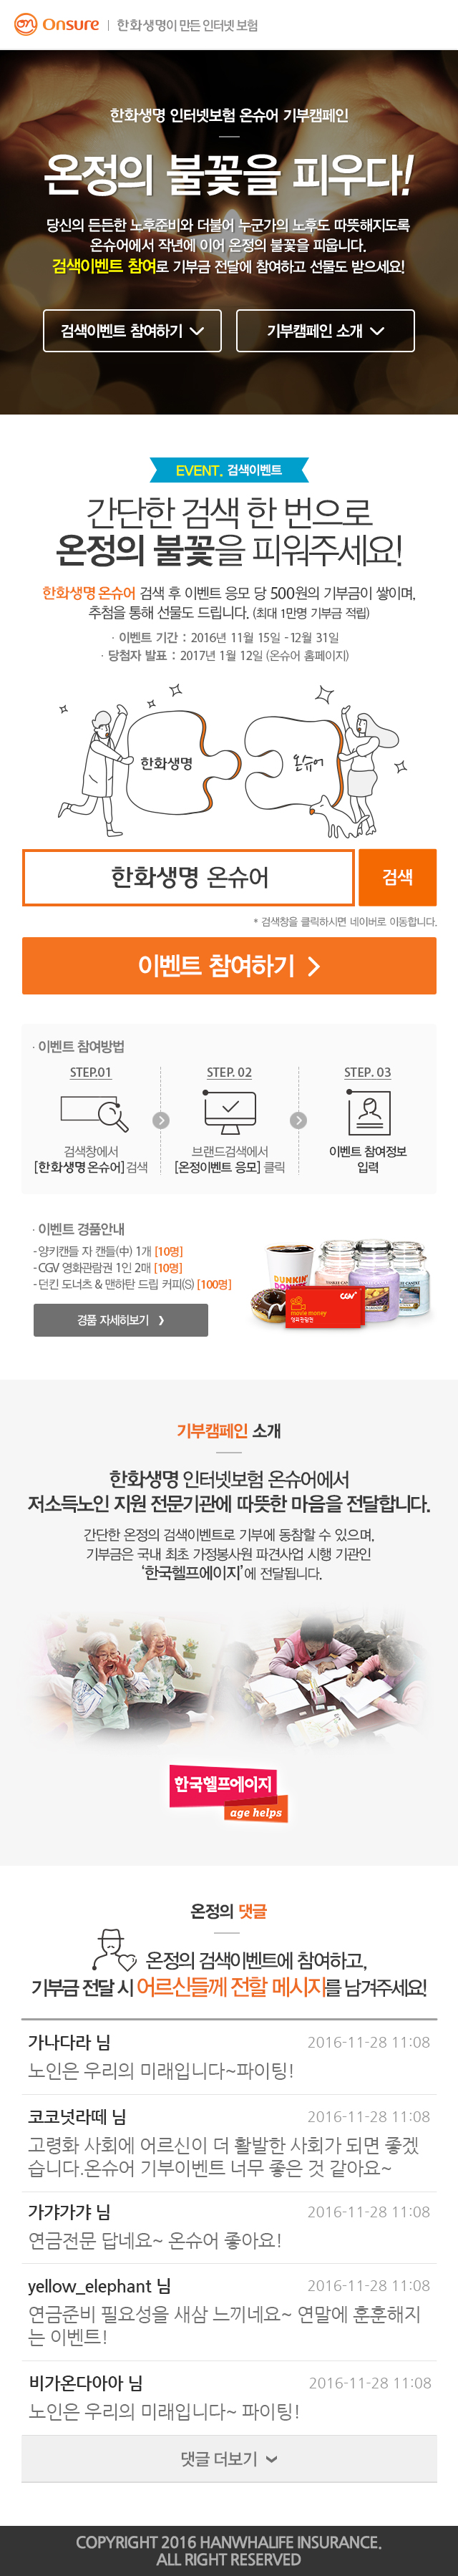 Onsure | 한화생명이 만든 인터넷 보험
한화생명 인터넷보험 온슈어 기부캠페인
온정의 불꽃을 피우다!
당신의 든든한 노후준비와 더불어 누군가의 노후도 따뜻해지도록
온슈어에서 작년에 이어 온정의 불꽃을 피웁니다.
검색이벤트 참여로 기부금 전달에 참여하고 선물도 받으세요!
검색이벤트 참여하기
기부캠페인 소개
EVENT. 검색이벤트
간단한 검색 한 번으로
온정의 불꽃을 피워주세요!
한화생명 온슈어 검색 후 이벤트 응모 당 500원의 기부금이 쌓이며,
추첨을 통해 선물도 드립니다. (최대 1만명 기부금 적립)
· 이벤트 기간 : 2016년 11월 15일 - 12월 31일
· 당첨자 발표 : 2017년 1월 12일 (온슈어 홈페이지)
한화생명
온슈어
한화생명 온슈어
검색
* 검색창을 클릭하시면 네이버로 이동합니다.
이벤트 참여하기
· 이벤트 참여방법
STEP.01
검색창에서
[한화생명 온슈어] 검색
STEP. 02
브랜드검색에서
[온정이벤트 응모] 클릭
STEP. 03
이벤트 참여정보
입력
· 이벤트 경품안내
- 양키캔들 자 캔들(中) 1개 [10명]
- CGV 영화관람권 1인 2매 [10명]
- 던킨 도너츠 & 맨하탄 드립 커피(S) [100명]
경품 자세히보기
DUNKIN'
DONUTS
CGV
movie money
영화관람권
YANKEE CANDLE
기부캠페인 소개
한화생명 인터넷보험 온슈어에서
저소득노인 지원 전문기관에 따뜻한 마음을 전달합니다.
간단한 온정의 검색이벤트로 기부에 동참할 수 있으며,
기부금은 국내 최초 가정봉사원 파견사업 시행 기관인
'한국헬프에이지'에 전달됩니다.
한국헬프에이지
age helps
온정의 댓글
온정의 검색이벤트에 참여하고,
기부금 전달 시 어르신들께 전할 메시지를 남겨주세요!
가나다라 님 2016-11-28 11:08
노인은 우리의 미래입니다~파이팅!
코코넛라떼 님 2016-11-28 11:08
고령화 사회에 어르신이 더 활발한 사회가 되면 좋겠
습니다.온슈어 기부이벤트 너무 좋은 것 같아요~
가갸가갸 님 2016-11-28 11:08
연금전문 답네요~ 온슈어 좋아요!
yellow_elephant 님 2016-11-28 11:08
연금준비 필요성을 새삼 느끼네요~ 연말에 훈훈해지
는 이벤트!
비가온다아아 님 2016-11-28 11:08
노인은 우리의 미래입니다~ 파이팅!
댓글 더보기
COPYRIGHT 2016 HANWHALIFE INSURANCE.
ALL RIGHT RESERVED